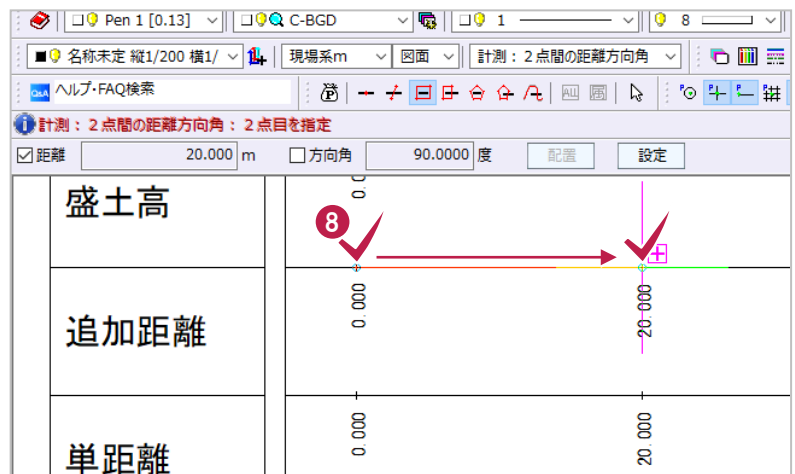 Pen 1 [0.13] C-BGD 1 8
名称未定 縦1/200 横1/ 現場系m 図面 計測：２点間の距離方向角
Q&A ヘルプ・FAQ検索 ALL
計測：２点間の距離方向角：２点目を指定
距離 20.000 m 方向角 90.0000 度 配置 設定
盛土高
8
追加距離 0.000 20.000
単距離 0.000 20.000